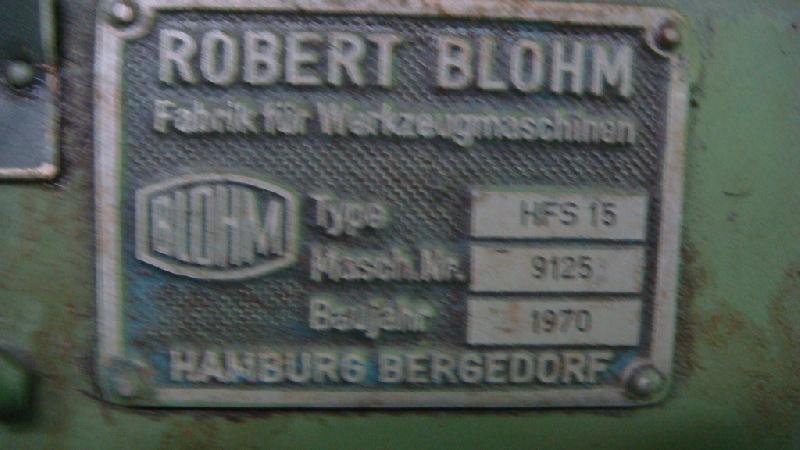 ROBERT BLOHM
Fabrik für Werkzeugmaschinen
BLOHM
Type HFS 15
Masch.Nr. 9125
Baujahr 1970
HAMBURG BERGEDORF